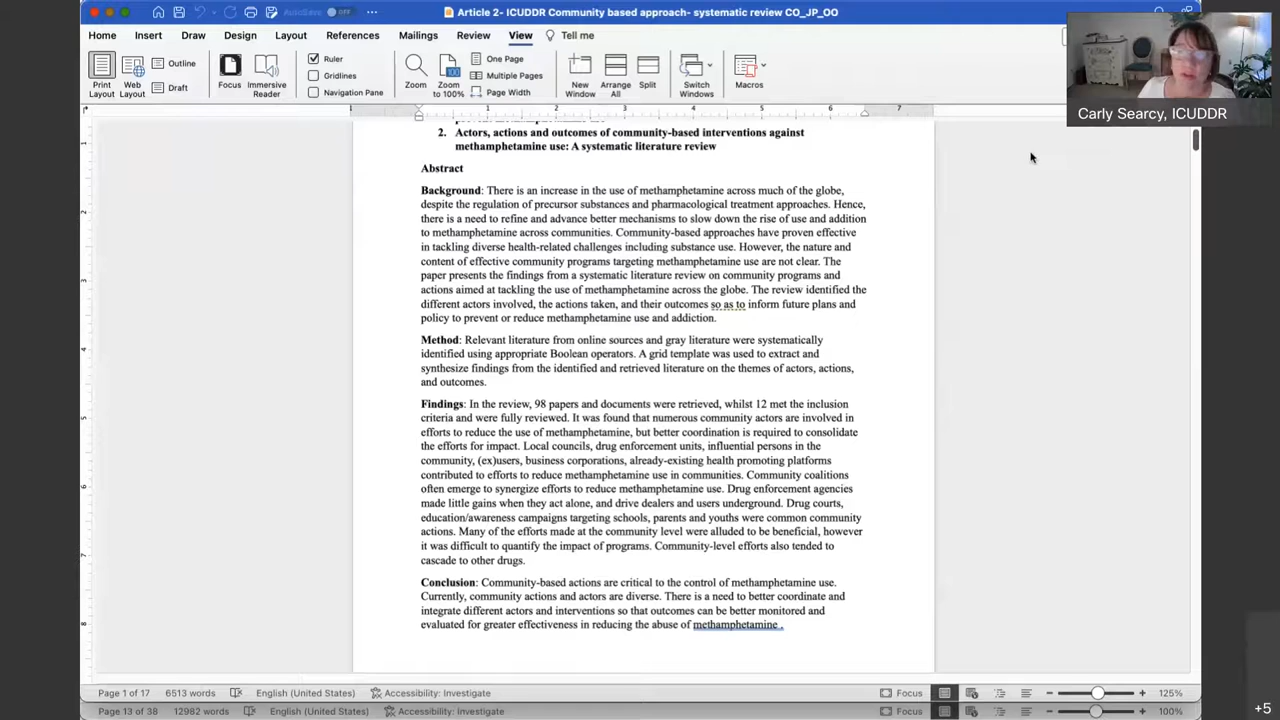 AutoSave OFF
Article 2- ICUDDR Community based approach- systematic review CO_JP_OO
Home Insert Draw Design Layout References Mailings Review View Tell me
Print Layout
Web Layout
Outline
Draft
Focus
Immersive Reader
Ruler
Gridlines
Navigation Pane
Zoom
Zoom to 100%
One Page
Multiple Pages
Page Width
New Window
Arrange All
Split
Switch Windows
Macros
Carly Searcy, ICUDDR
1 1 2 3 4 5 6 7
2. Actors, actions and outcomes of community-based interventions against
methamphetamine use: A systematic literature review
Abstract
Background: There is an increase in the use of methamphetamine across much of the globe,
despite the regulation of precursor substances and pharmacological treatment approaches. Hence,
there is a need to refine and advance better mechanisms to slow down the rise of use and addition
to methamphetamine across communities. Community-based approaches have proven effective
in tackling diverse health-related challenges including substance use. However, the nature and
content of effective community programs targeting methamphetamine use are not clear. The
paper presents the findings from a systematic literature review on community programs and
actions aimed at tackling the use of methamphetamine across the globe. The review identified the
different actors involved, the actions taken, and their outcomes so as to inform future plans and
policy to prevent or reduce methamphetamine use and addiction.
Method: Relevant literature from online sources and gray literature were systematically
identified using appropriate Boolean operators. A grid template was used to extract and
synthesize findings from the identified and retrieved literature on the themes of actors, actions,
and outcomes.
Findings: In the review, 98 papers and documents were retrieved, whilst 12 met the inclusion
criteria and were fully reviewed. It was found that numerous community actors are involved in
efforts to reduce the use of methamphetamine, but better coordination is required to consolidate
the efforts for impact. Local councils, drug enforcement units, influential persons in the
community, (ex)users, business corporations, already-existing health promoting platforms
contributed to efforts to reduce methamphetamine use in communities. Community coalitions
often emerge to synergize efforts to reduce methamphetamine use. Drug enforcement agencies
made little gains when they act alone, and drive dealers and users underground. Drug courts,
education/awareness campaigns targeting schools, parents and youths were common community
actions. Many of the efforts made at the community level were alluded to be beneficial, however
it was difficult to quantify the impact of programs. Community-level efforts also tended to
cascade to other drugs.
Conclusion: Community-based actions are critical to the control of methamphetamine use.
Currently, community actions and actors are diverse. There is a need to better coordinate and
integrate different actors and interventions so that outcomes can be better monitored and
evaluated for greater effectiveness in reducing the abuse of methamphetamine .
Page 1 of 17 6513 words English (United States) Accessibility: Investigate Focus 125%
Page 13 of 38 12982 words English (United States) Accessibility: Investigate Focus 100%
+5